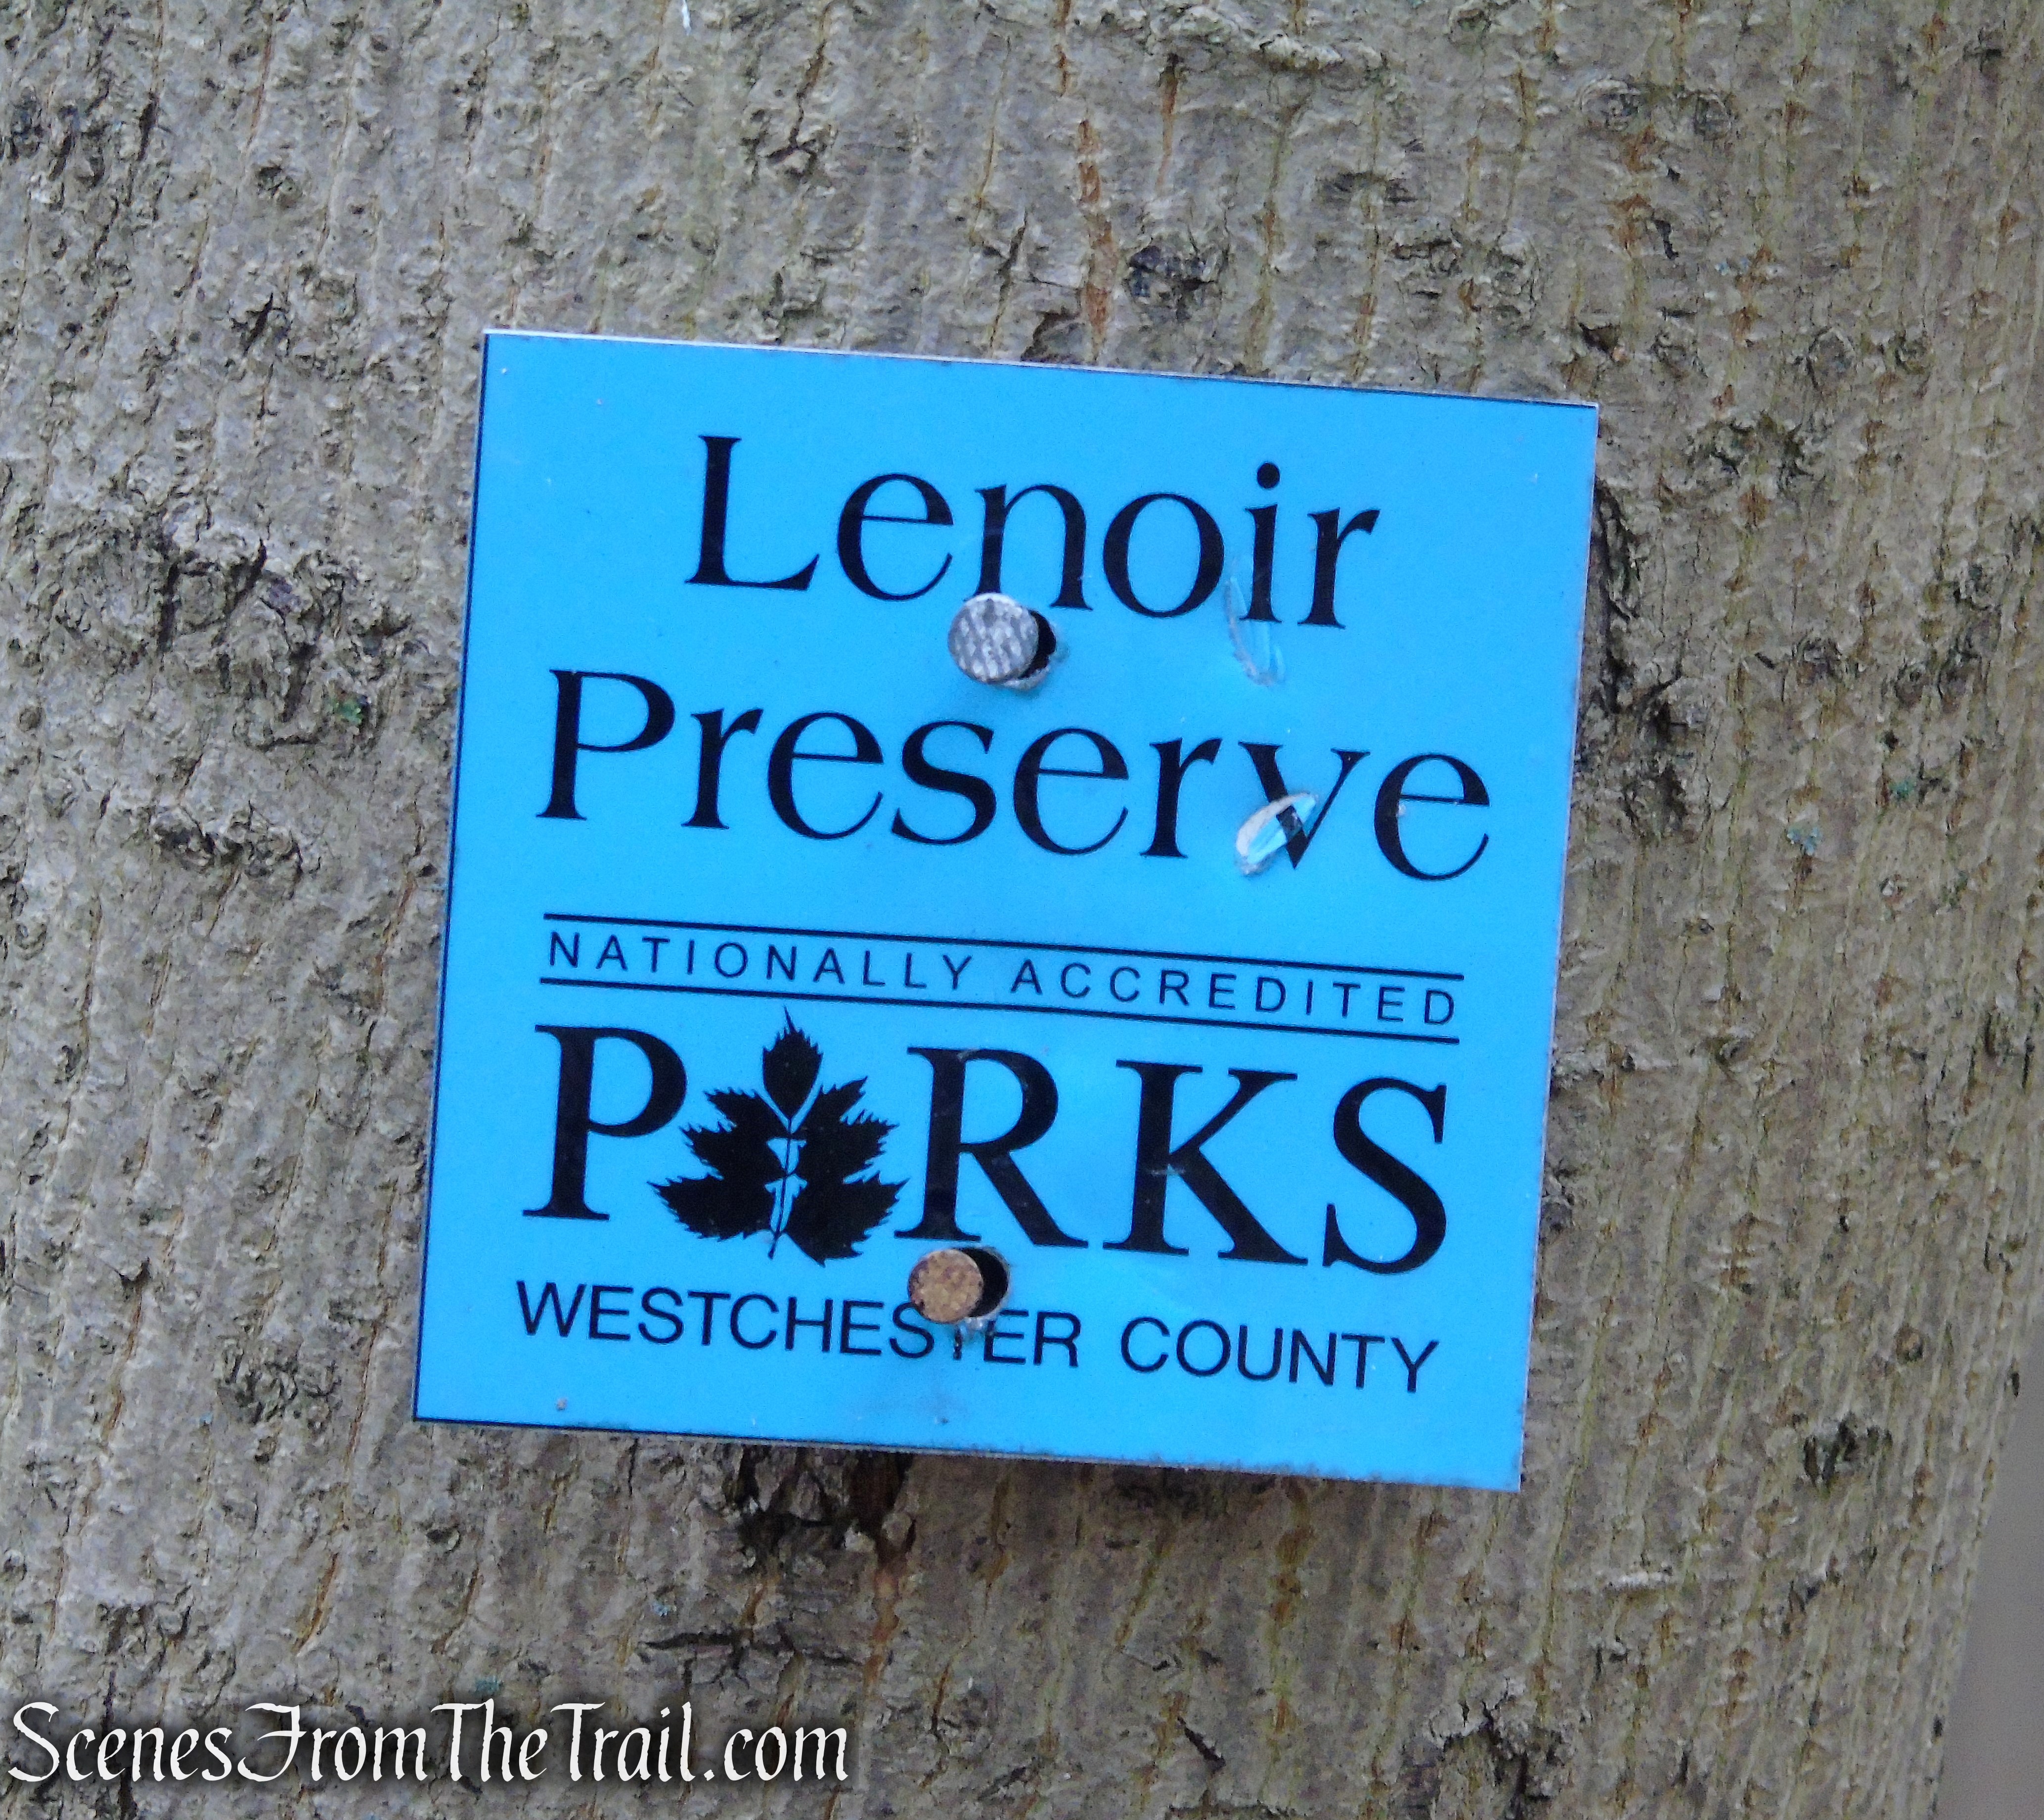 Lenoir
Preserve
NATIONALLY ACCREDITED
PARKS
WESTCHESTER COUNTY
ScenesFromTheTrail.com